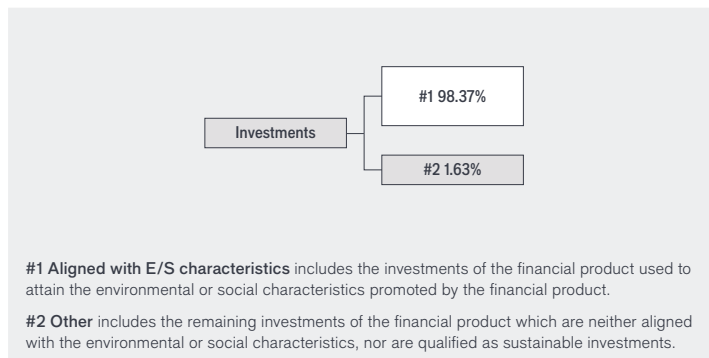 #1 98.37%
Investments
#2 1.63%
#1 Aligned with E/S characteristics includes the investments of the financial product used to
attain the environmental or social characteristics promoted by the financial product.
#2 Other includes the remaining investments of the financial product which are neither aligned
with the environmental or social characteristics, nor are qualified as sustainable investments.